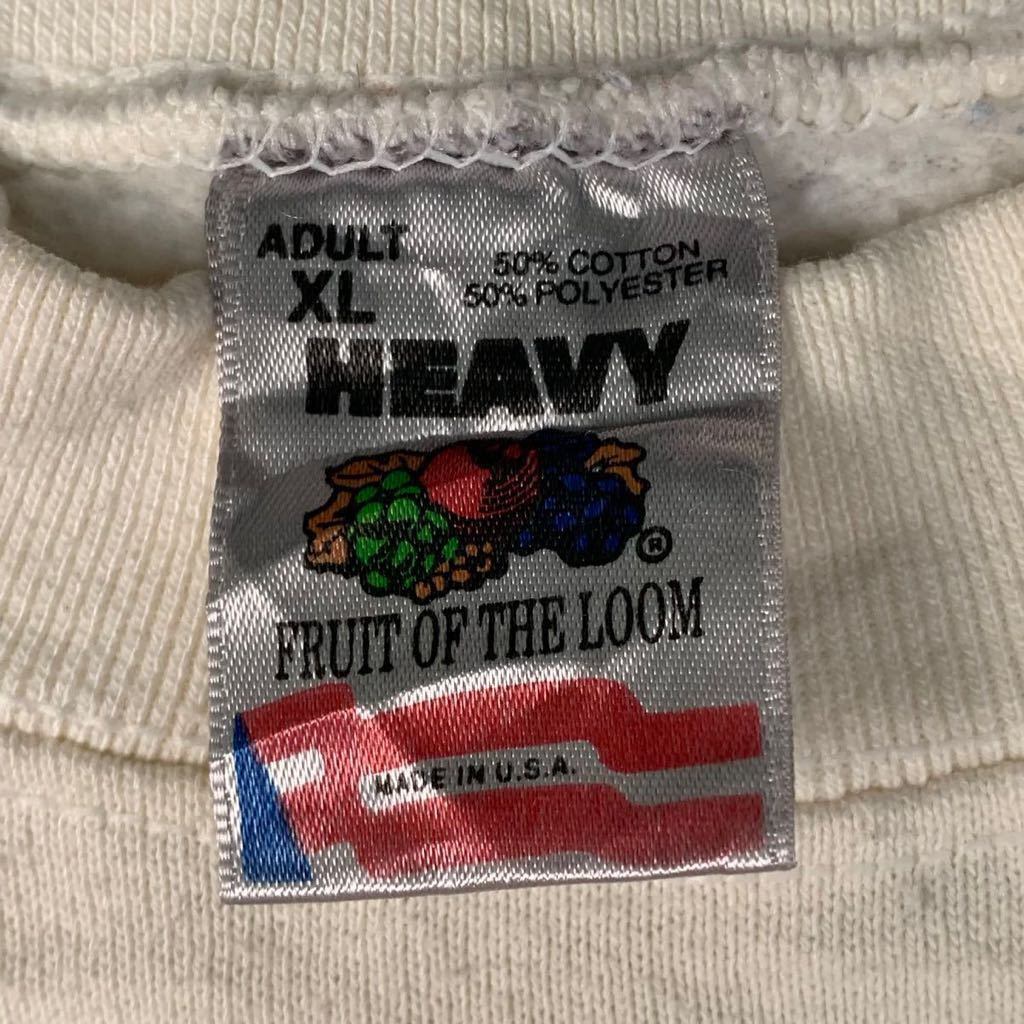 ADULT
XL
50% COTTON
50% POLYESTER
HEAVY
®
FRUIT OF THE LOOM
MADE IN U.S.A.